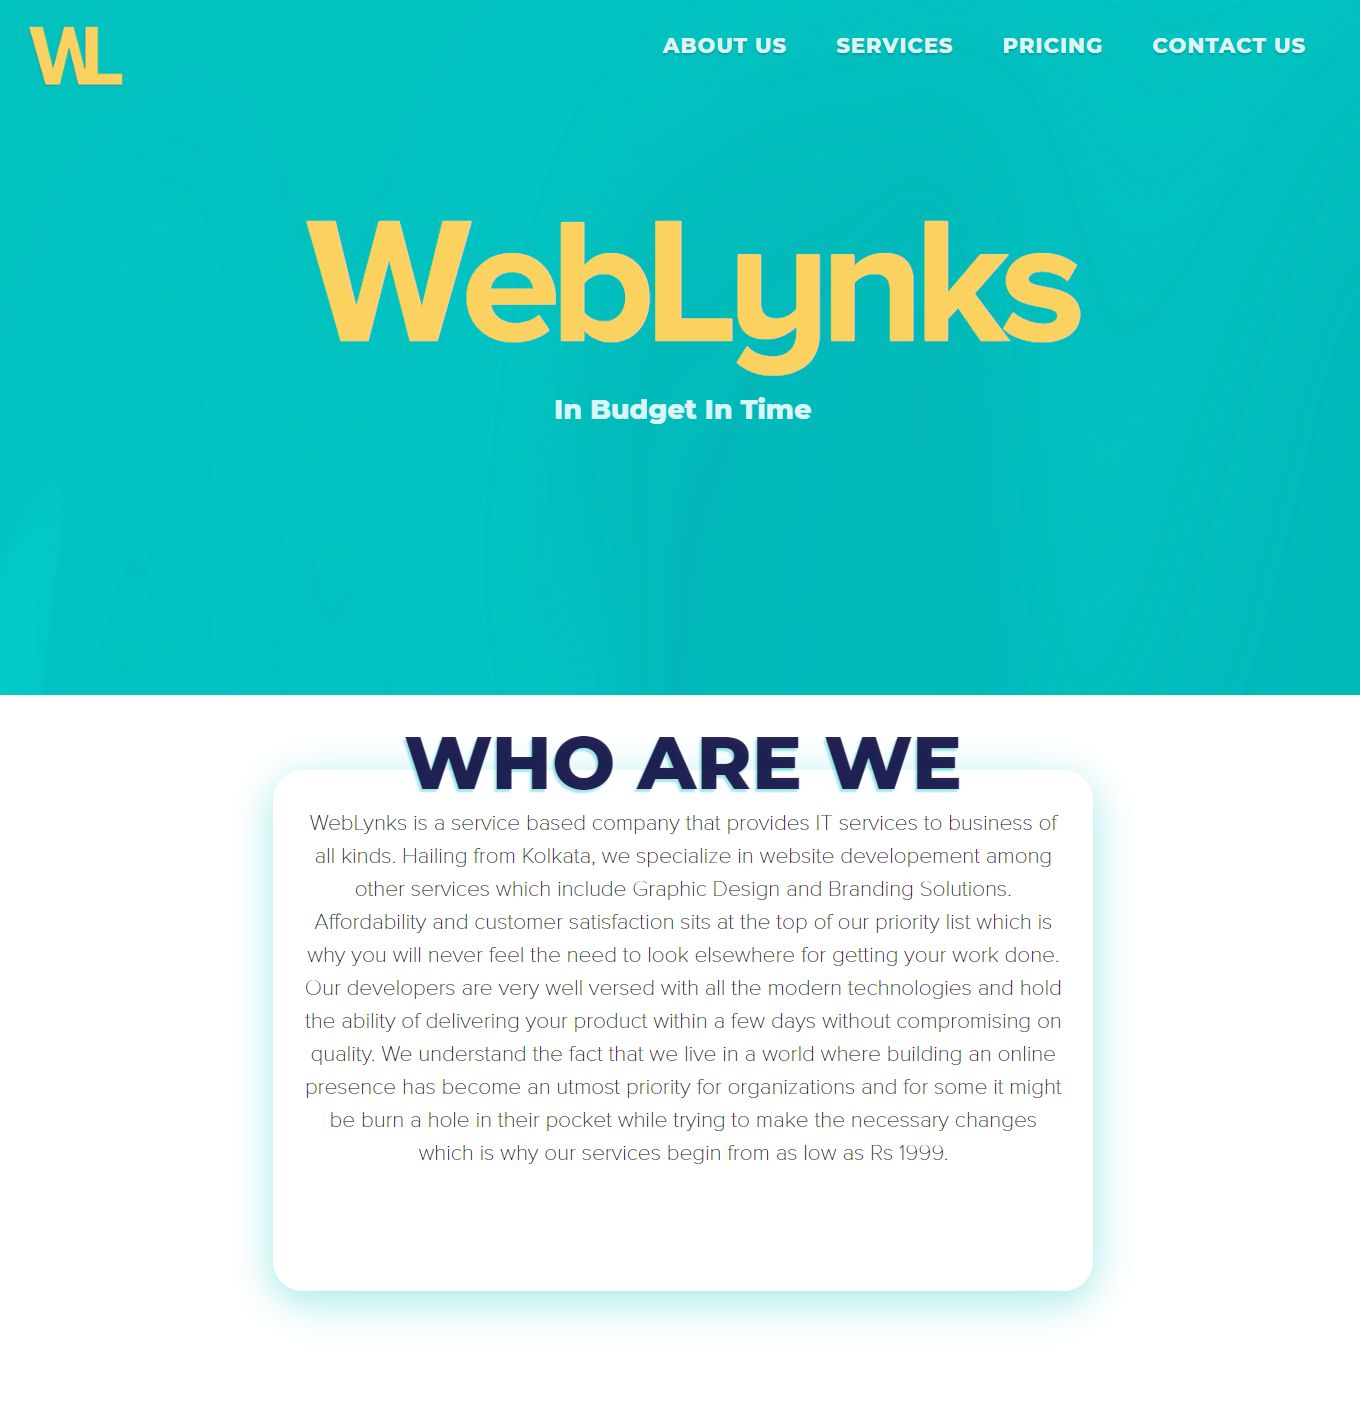 WL
ABOUT US SERVICES PRICING CONTACT US
WebLynks
In Budget In Time
WHO ARE WE
WebLynks is a service based company that provides IT services to business of
all kinds. Hailing from Kolkata, we specialize in website developement among
other services which include Graphic Design and Branding Solutions.
Affordability and customer satisfaction sits at the top of our priority list which is
why you will never feel the need to look elsewhere for getting your work done.
Our developers are very well versed with all the modern technologies and hold
the ability of delivering your product within a few days without compromising on
quality. We understand the fact that we live in a world where building an online
presence has become an utmost priority for organizations and for some it might
be burn a hole in their pocket while trying to make the necessary changes
which is why our services begin from as low as Rs 1999.